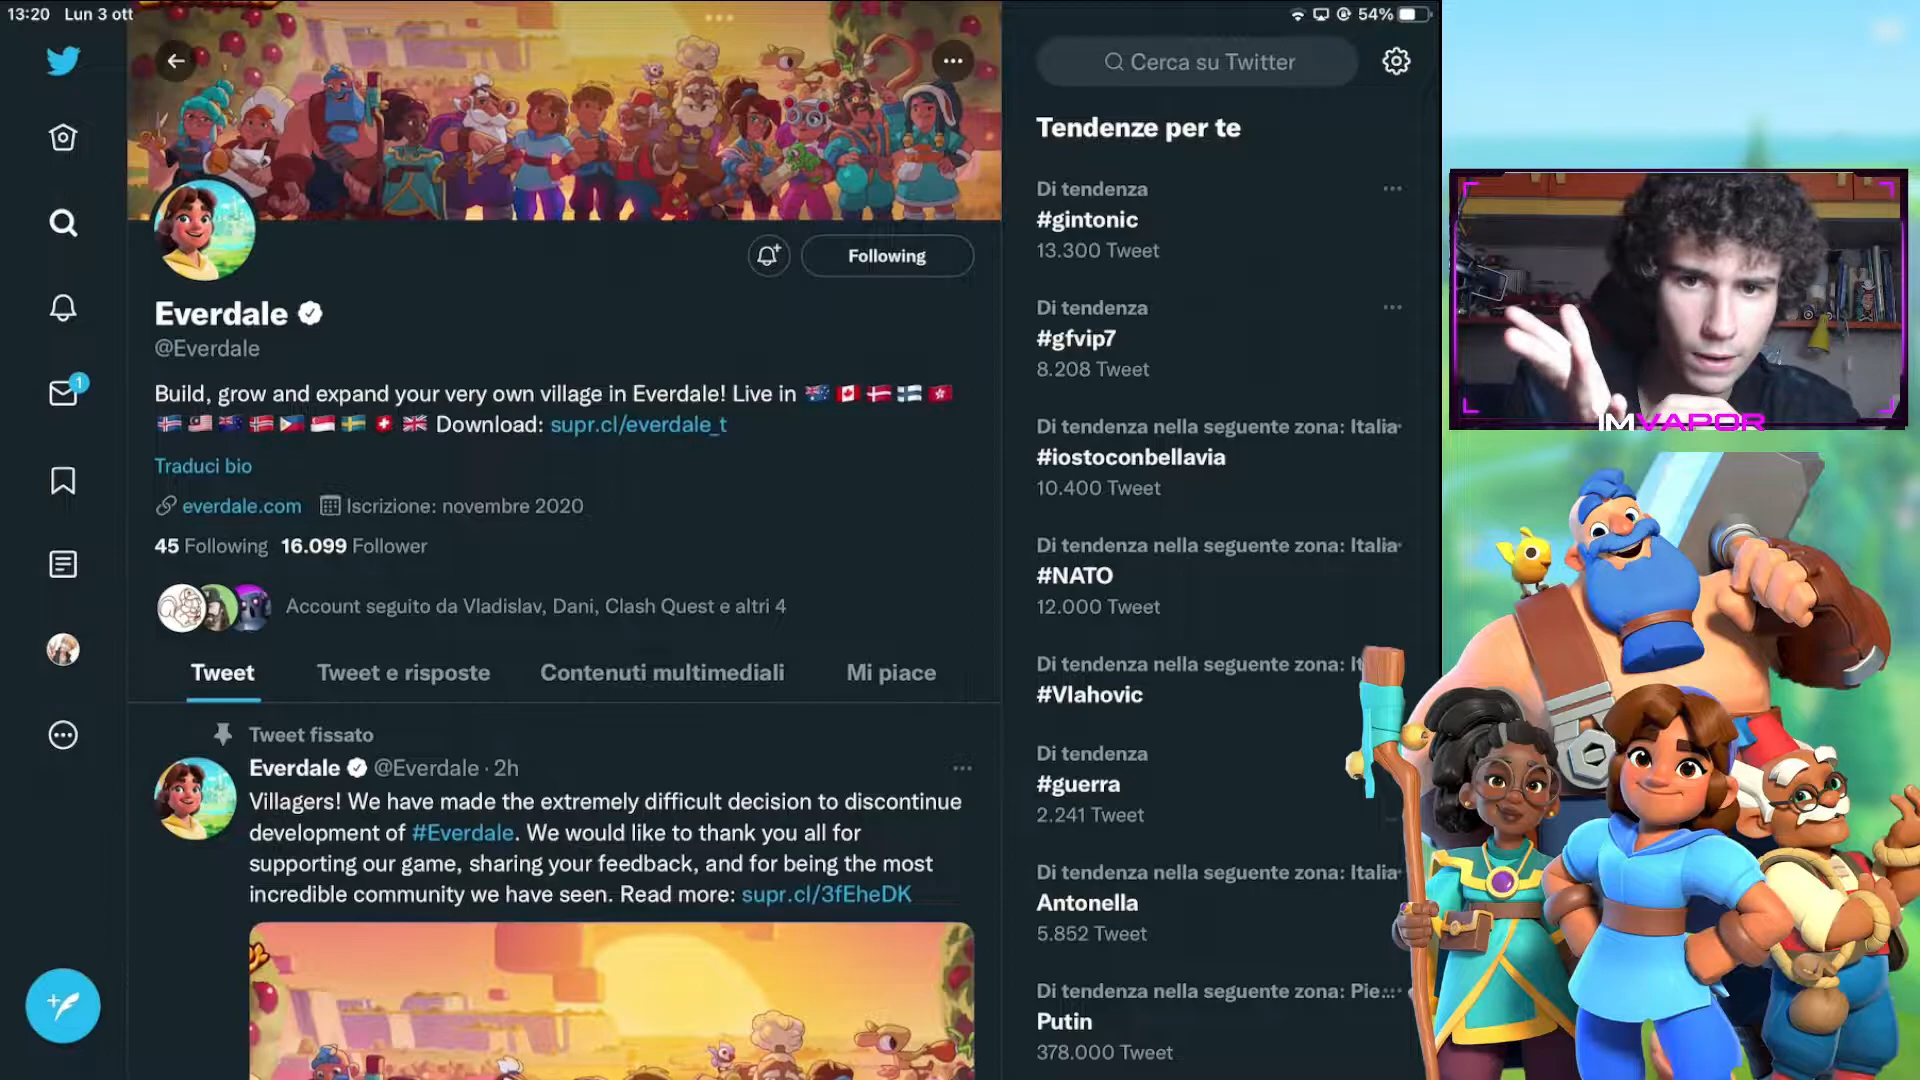 13:20 Lun 3 ott
54%
Following
Everdale
@Everdale
Build, grow and expand your very own village in Everdale! Live in 🇦🇺 🇨🇦 🇩🇰 🇫🇮 🇭🇰
🇮🇸 🇲🇾 🇳🇿 🇳🇴 🇵🇭 🇸🇬 🇸🇪 🇨🇭 🇬🇧 Download: supr.cl/everdale_t
Traduci bio
everdale.com Iscrizione: novembre 2020
45 Following 16.099 Follower
Account seguito da Vladislav, Dani, Clash Quest e altri 4
Tweet Tweet e risposte Contenuti multimediali Mi piace
Tweet fissato
Everdale @Everdale · 2h
Villagers! We have made the extremely difficult decision to discontinue
development of #Everdale. We would like to thank you all for
supporting our game, sharing your feedback, and for being the most
incredible community we have seen. Read more: supr.cl/3fEheDK
1
Cerca su Twitter
Tendenze per te
Di tendenza
#gintonic
13.300 Tweet
Di tendenza
#gfvip7
8.208 Tweet
Di tendenza nella seguente zona: Italia
#iostoconbellavia
10.400 Tweet
Di tendenza nella seguente zona: Italia
#NATO
12.000 Tweet
Di tendenza nella seguente zona: It
#Vlahovic
Di tendenza
#guerra
2.241 Tweet
Di tendenza nella seguente zona: Italia
Antonella
5.852 Tweet
Di tendenza nella seguente zona: Pie...
Putin
378.000 Tweet
IMVAPOR